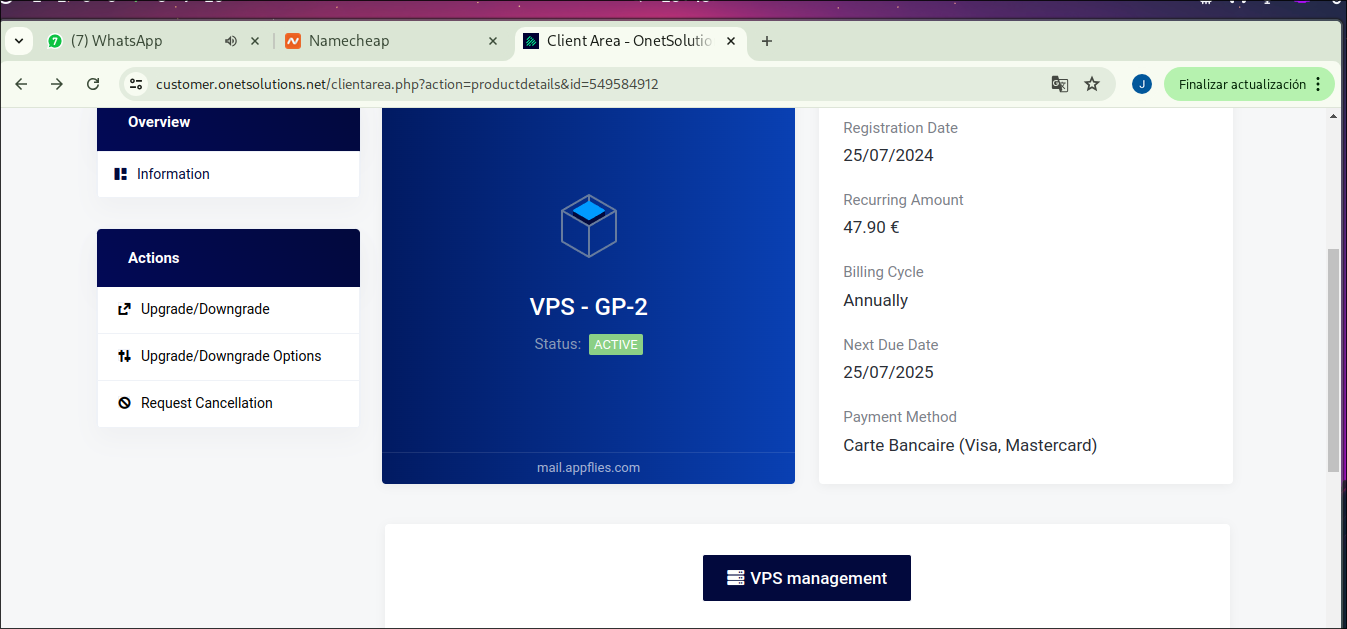 (7) WhatsApp
Namecheap
Client Area - OnetSolutio
customer.onetsolutions.net/clientarea.php?action=productdetails&id=549584912
J
Finalizar actualización
Overview
Information
Actions
Upgrade/Downgrade
Upgrade/Downgrade Options
Request Cancellation
VPS - GP-2
Status: ACTIVE
mail.appflies.com
Registration Date
25/07/2024
Recurring Amount
47.90 €
Billing Cycle
Annually
Next Due Date
25/07/2025
Payment Method
Carte Bancaire (Visa, Mastercard)
VPS management